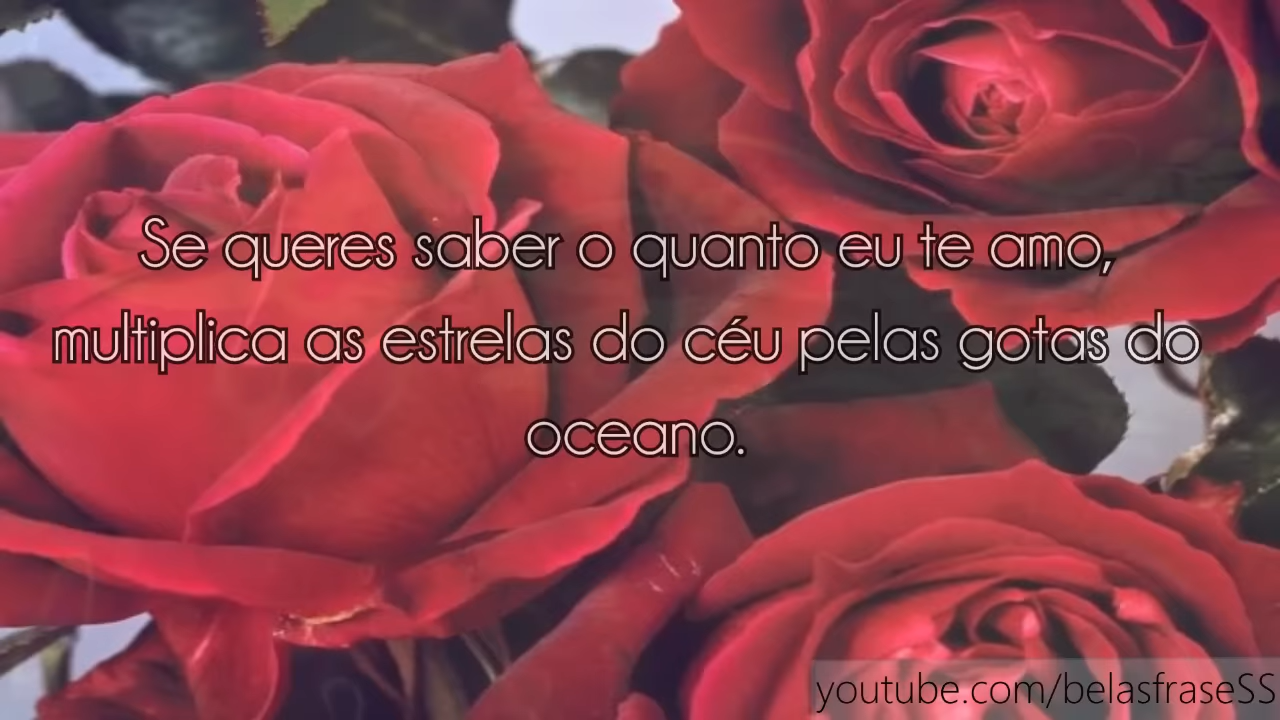 Se queres saber o quanto eu te amo,
multiplica as estrelas do céu pelas gotas do
oceano.
youtube.com/belasfraseSS